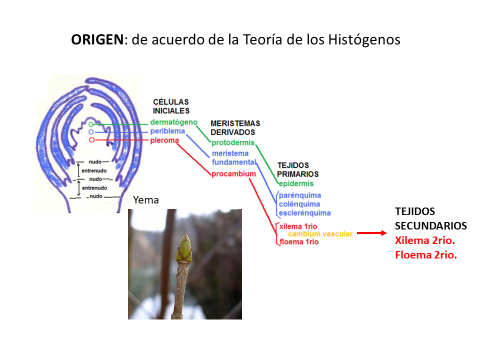 ORIGEN: de acuerdo de la Teoría de los Histógenos
CÉLULAS
INICIALES
dermatógeno
periblema
pleroma
MERISTEMAS
DERIVADOS
protodermis
meristema
fundamental
procambium
TEJIDOS
PRIMARIOS
epidermis
parénquima
colénquima
esclerénquima
xilema 1rio
cambium vascular
floema 1rio
TEJIDOS
SECUNDARIOS
Xilema 2rio.
Floema 2rio.
nudo
entrenudo
nudo
entrenudo
nudo
Yema